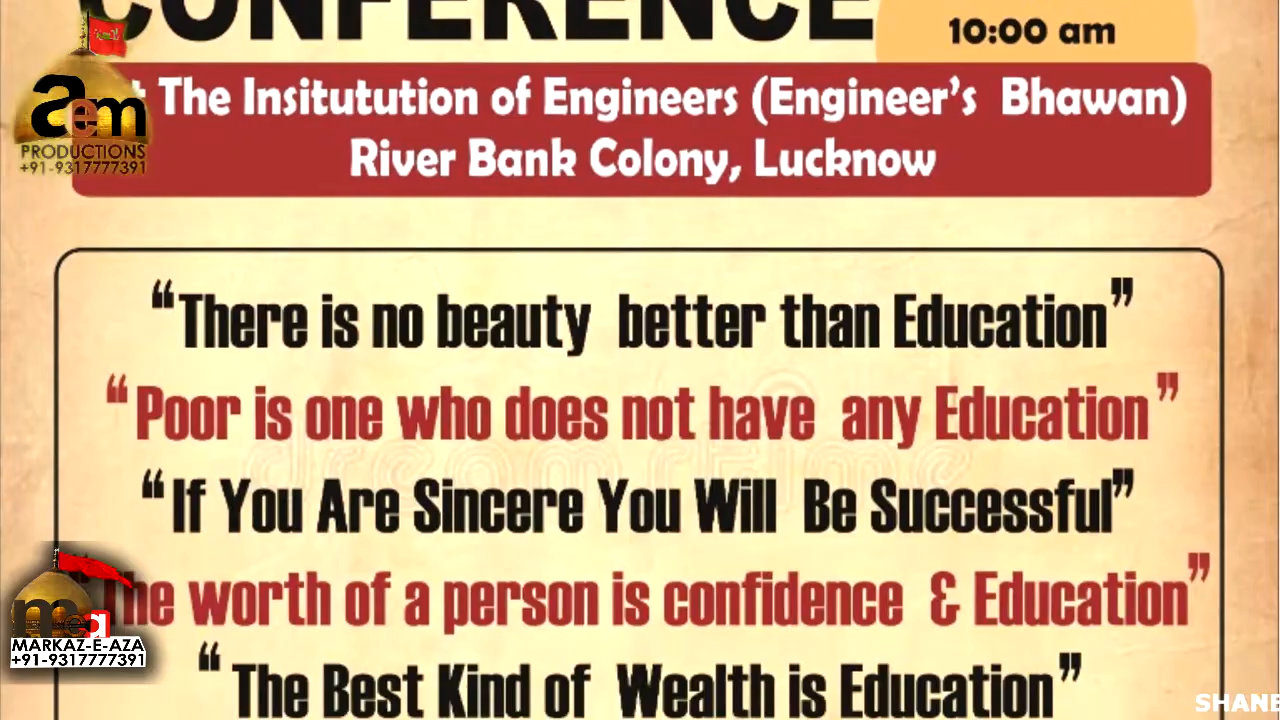 CONFERENCE
10:00 am
The Insitutution of Engineers (Engineer's Bhawan)
River Bank Colony, Lucknow
aem
PRODUCTIONS
+91-9317777391
“There is no beauty better than Education”
“Poor is one who does not have any Education”
“If You Are Sincere You Will Be Successful”
The worth of a person is confidence & Education”
“The Best Kind of Wealth is Education”
mea
MARKAZ-E-AZA
+91-9317777391
SHANE